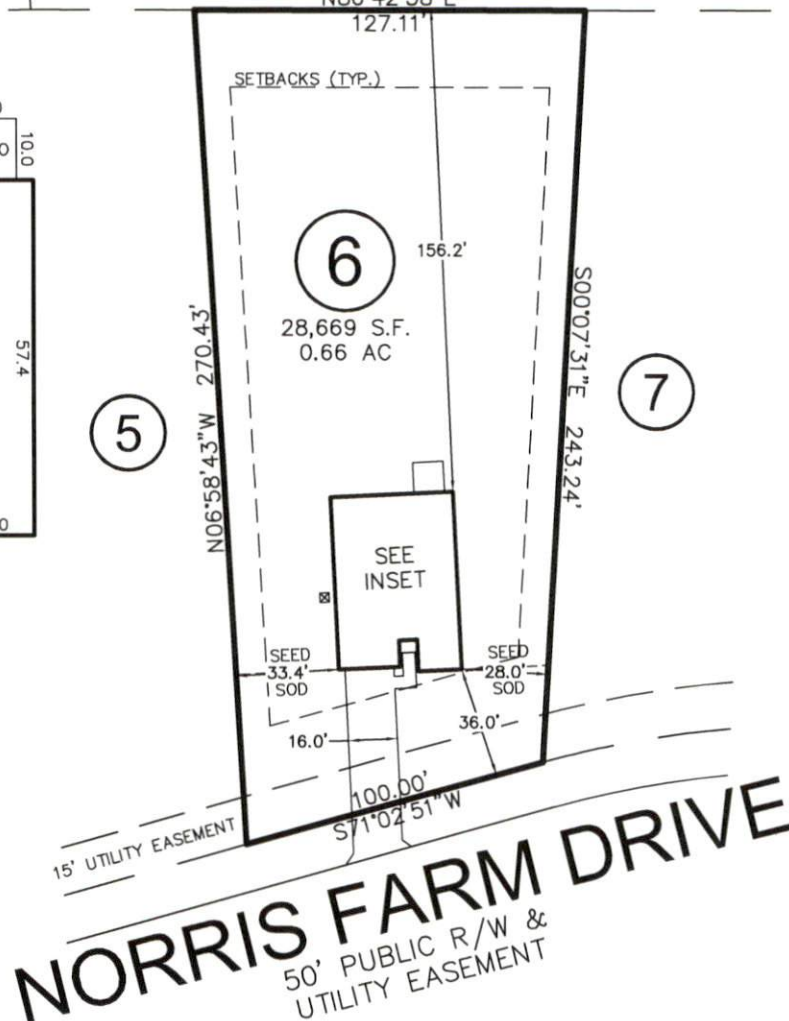 127.11'
SETBACKS (TYP.)
10.0
156.2'
6
28,669 S.F.
0.66 AC
57.4
N06°58'43"W 270.43'
S00°07'31"E 243.24'
5
7
SEE
INSET
SEED
33.4'
SOD
SEED
28.0'
SOD
16.0'
36.0'
100.00'
S71°02'51"W
15' UTILITY EASEMENT
NORRIS FARM DRIVE
50' PUBLIC R/W &
UTILITY EASEMENT